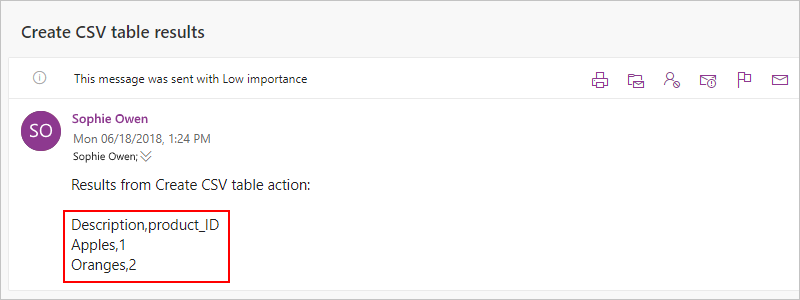 Create CSV table results
This message was sent with Low importance
SO
Sophie Owen
Mon 06/18/2018, 1:24 PM
Sophie Owen;
Results from Create CSV table action:
Description,product_ID
Apples,1
Oranges,2